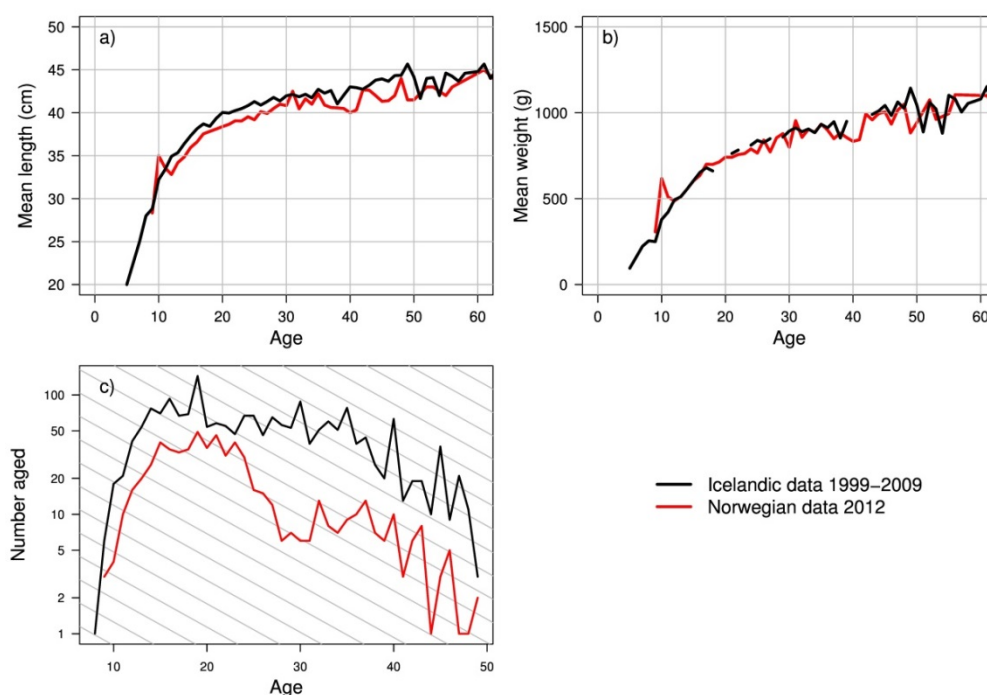 a)
50
45
40
35
30
25
20
Mean length (cm)
0 10 20 30 40 50 60
Age
b)
1500
1000
500
0
Mean weight (g)
0 10 20 30 40 50 60
Age
c)
100
50
20
10
5
2
1
Number aged
10 20 30 40 50
Age
Icelandic data 1999−2009
Norwegian data 2012